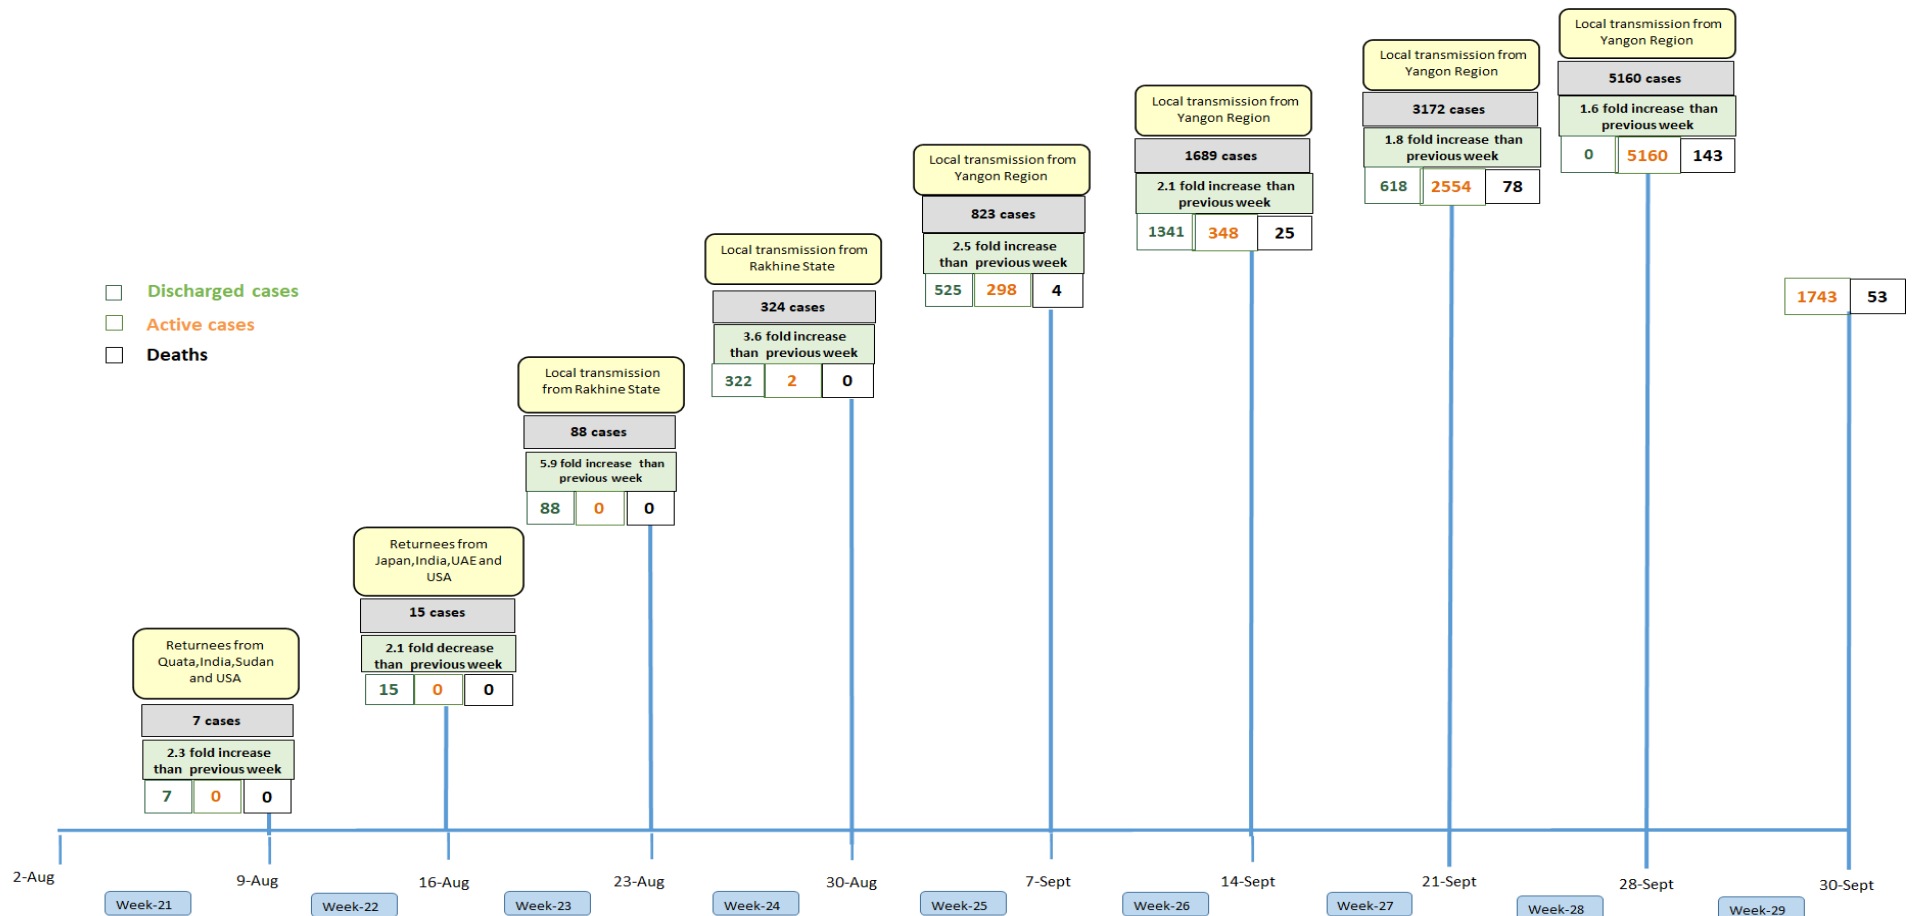 Discharged cases
Active cases
Deaths
Returnees from
Quata,India,Sudan
and USA
7 cases
2.3 fold increase
than previous week
7 0 0
Returnees from
Japan,India,UAE and
USA
15 cases
2.1 fold decrease
than previous week
15 0 0
Local transmission
from Rakhine State
88 cases
5.9 fold increase than
previous week
88 0 0
Local transmission from
Rakhine State
324 cases
3.6 fold increase
than previous week
322 2 0
Local transmission from
Yangon Region
823 cases
2.5 fold increase
than previous week
525 298 4
Local transmission from
Yangon Region
1689 cases
2.1 fold increase than
previous week
1341 348 25
Local transmission from
Yangon Region
3172 cases
1.8 fold increase than
previous week
618 2554 78
Local transmission from
Yangon Region
5160 cases
1.6 fold increase than
previous week
0 5160 143
1743 53
2-Aug 9-Aug 16-Aug 23-Aug 30-Aug 7-Sept 14-Sept 21-Sept 28-Sept 30-Sept
Week-21 Week-22 Week-23 Week-24 Week-25 Week-26 Week-27 Week-28 Week-29